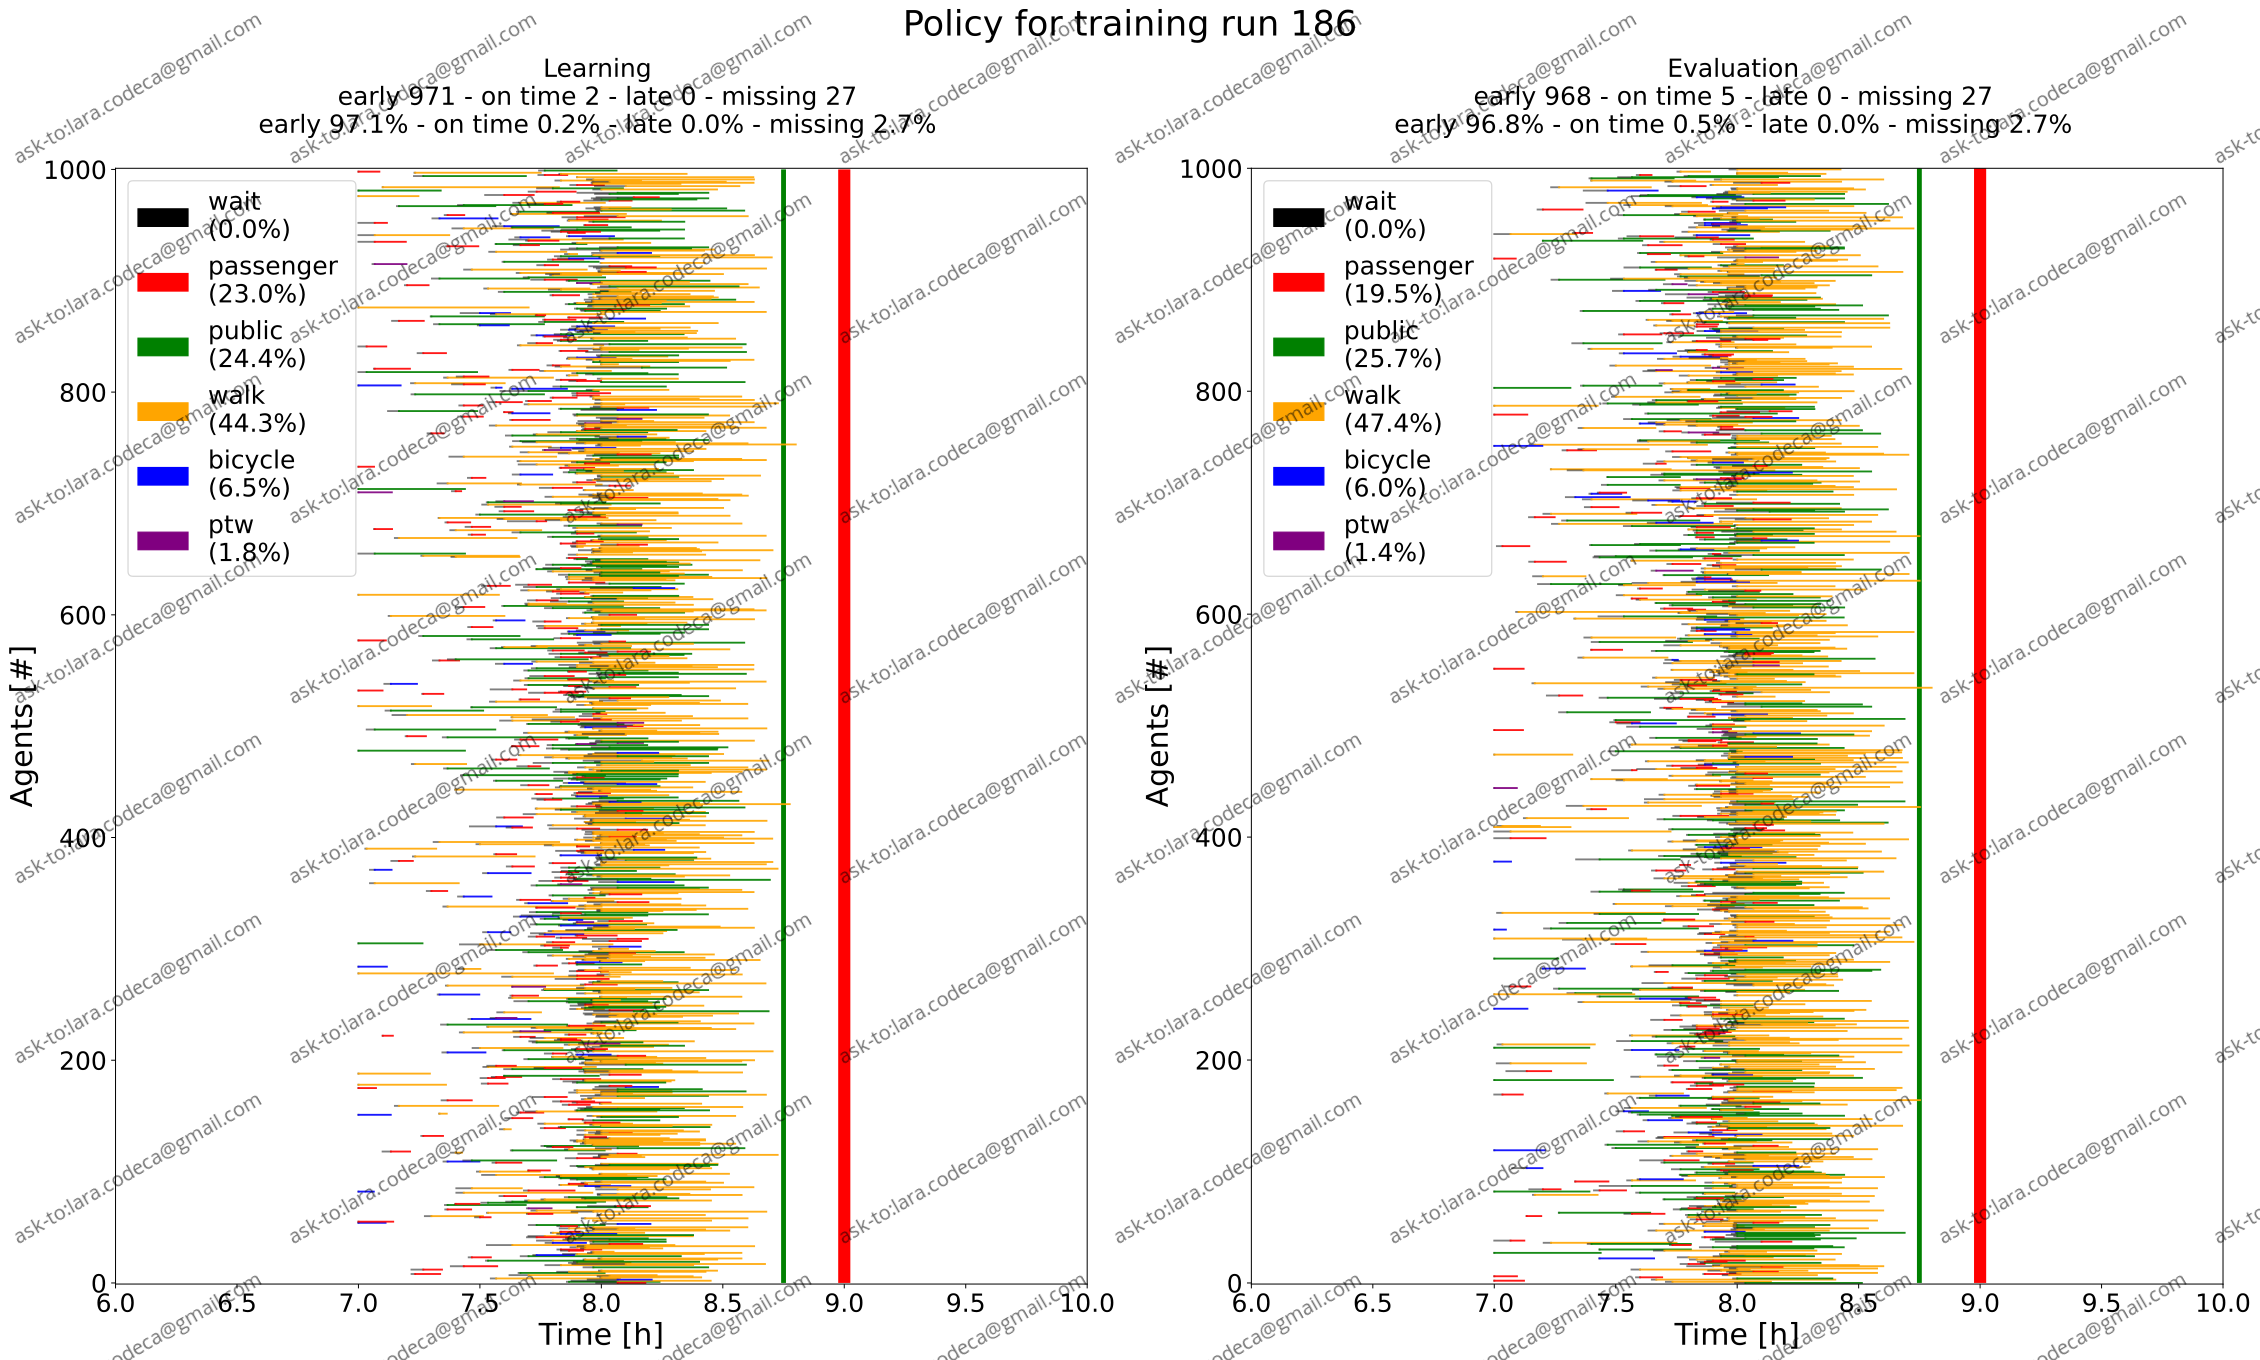 Policy for training run 186
Learning
early 971 - on time 2 - late 0 - missing 27
early 97.1% - on time 0.2% - late 0.0% - missing 2.7%
Evaluation
early 968 - on time 5 - late 0 - missing 27
early 96.8% - on time 0.5% - late 0.0% - missing 2.7%
Agents [#]
1000
800
600
400
200
0
wait
(0.0%)
passenger
(23.0%)
public
(24.4%)
walk
(44.3%)
bicycle
(6.5%)
ptw
(1.8%)
6.0 6.5 7.0 7.5 8.0 8.5 9.0 9.5 10.0
Time [h]
Agents [#]
1000
800
600
400
200
0
wait
(0.0%)
passenger
(19.5%)
public
(25.7%)
walk
(47.4%)
bicycle
(6.0%)
ptw
(1.4%)
6.0 6.5 7.0 7.5 8.0 8.5 9.0 9.5 10.0
Time [h]
ask-to:lara.codeca@gmail.com